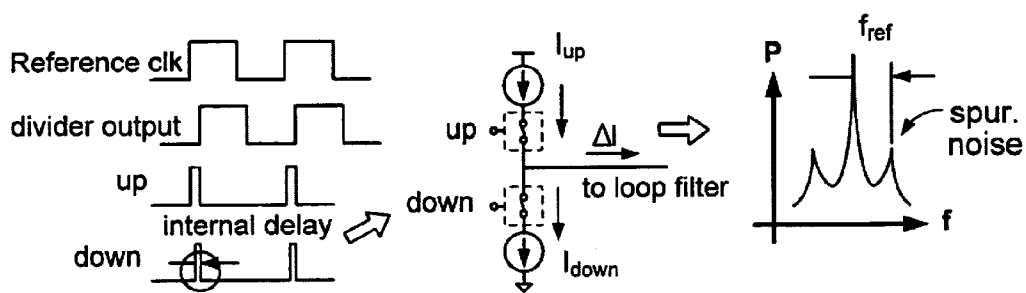 Reference clk
divider output
up
internal delay
down
I_up
up
ΔI
to loop filter
down
I_down
f_ref
P
spur.
noise
f